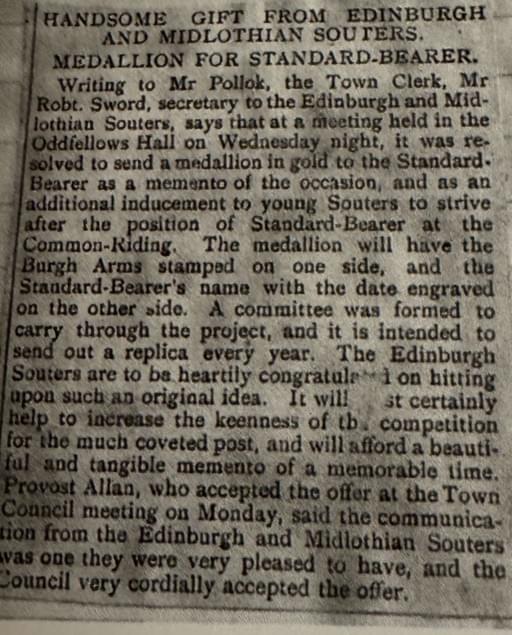 HANDSOME GIFT FROM EDINBURGH
AND MIDLOTHIAN SOUTERS.
MEDALLION FOR STANDARD-BEARER.
Writing to Mr Pollok, the Town Clerk, Mr
Robt. Sword, secretary to the Edinburgh and Mid-
lothian Souters, says that at a meeting held in the
Oddfellows Hall on Wednesday night, it was re-
solved to send a medallion in gold to the Standard-
Bearer as a memento of the occasion, and as an
additional inducement to young Souters to strive
after the position of Standard-Bearer at the
Common-Riding. The medallion will have the
Burgh Arms stamped on one side, and the
Standard-Bearer's name with the date engraved
on the other side. A committee was formed to
carry through the project, and it is intended to
send out a replica every year. The Edinburgh
Souters are to be heartily on hitting
upon such an original idea. It will certainly
help to increase the keenness of competition
for the much coveted post, and will afford a beauti-
ful and tangible memento of a memorable time.
Provost Allan, who accepted the offer at the Town
Council meeting on Monday, said the communica-
tion from the Edinburgh and Midlothian Souters
was one they were very pleased to have, and the
Council very cordially accepted the offer.